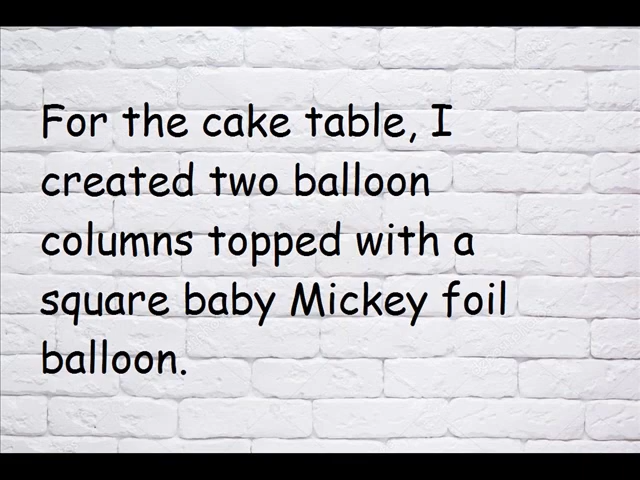 For the cake table, I
created two balloon
columns topped with a
square baby Mickey foil
balloon.